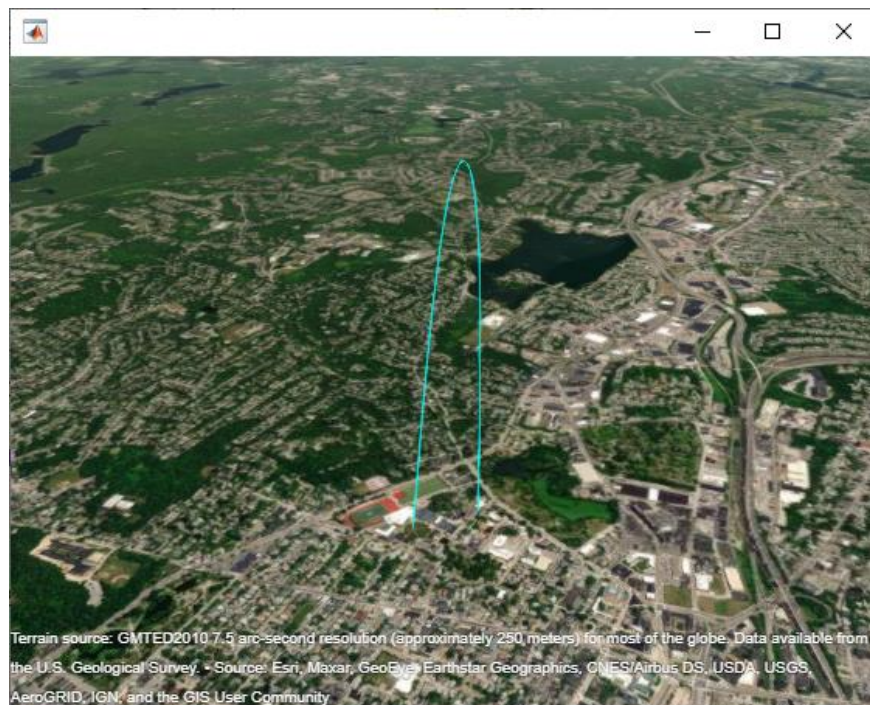 Terrain source: GMTED2010 7.5 arc-second resolution (approximately 250 meters) for most of the globe. Data available from
the U.S. Geological Survey. - Source: Esri, Maxar, GeoEye, Earthstar Geographics, CNES/Airbus DS, USDA, USGS,
AeroGRID, IGN, and the GIS User Community